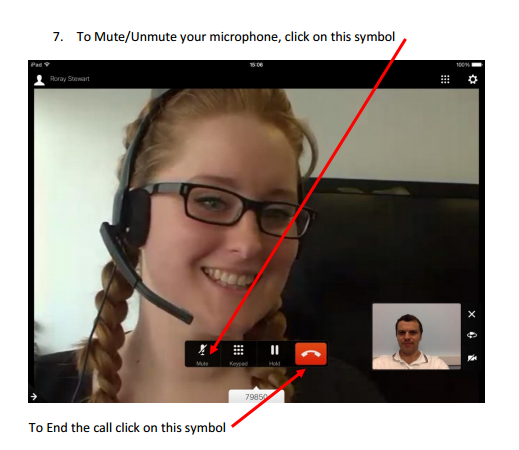 7. To Mute/Unmute your microphone, click on this symbol
iPad 15:06 100%
Roray Stewart
Mute Keypad Hold
79850
To End the call click on this symbol